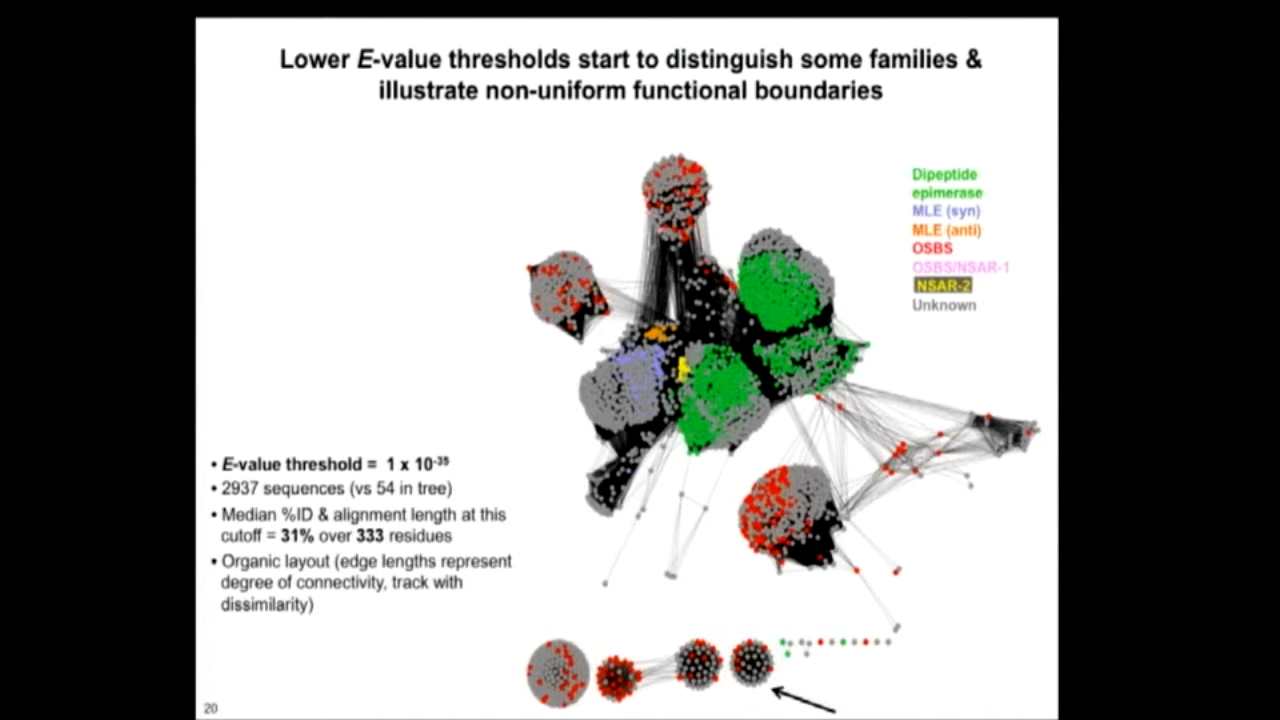 Lower E-value thresholds start to distinguish some families &
illustrate non-uniform functional boundaries
Dipeptide
epimerase
MLE (syn)
MLE (anti)
OSBS
OSBS/NSAR-1
NSAR-2
Unknown
• E-value threshold = 1 x 10⁻³⁵
• 2937 sequences (vs 54 in tree)
• Median %ID & alignment length at this
cutoff = 31% over 333 residues
• Organic layout (edge lengths represent
degree of connectivity, track with
dissimilarity)
20